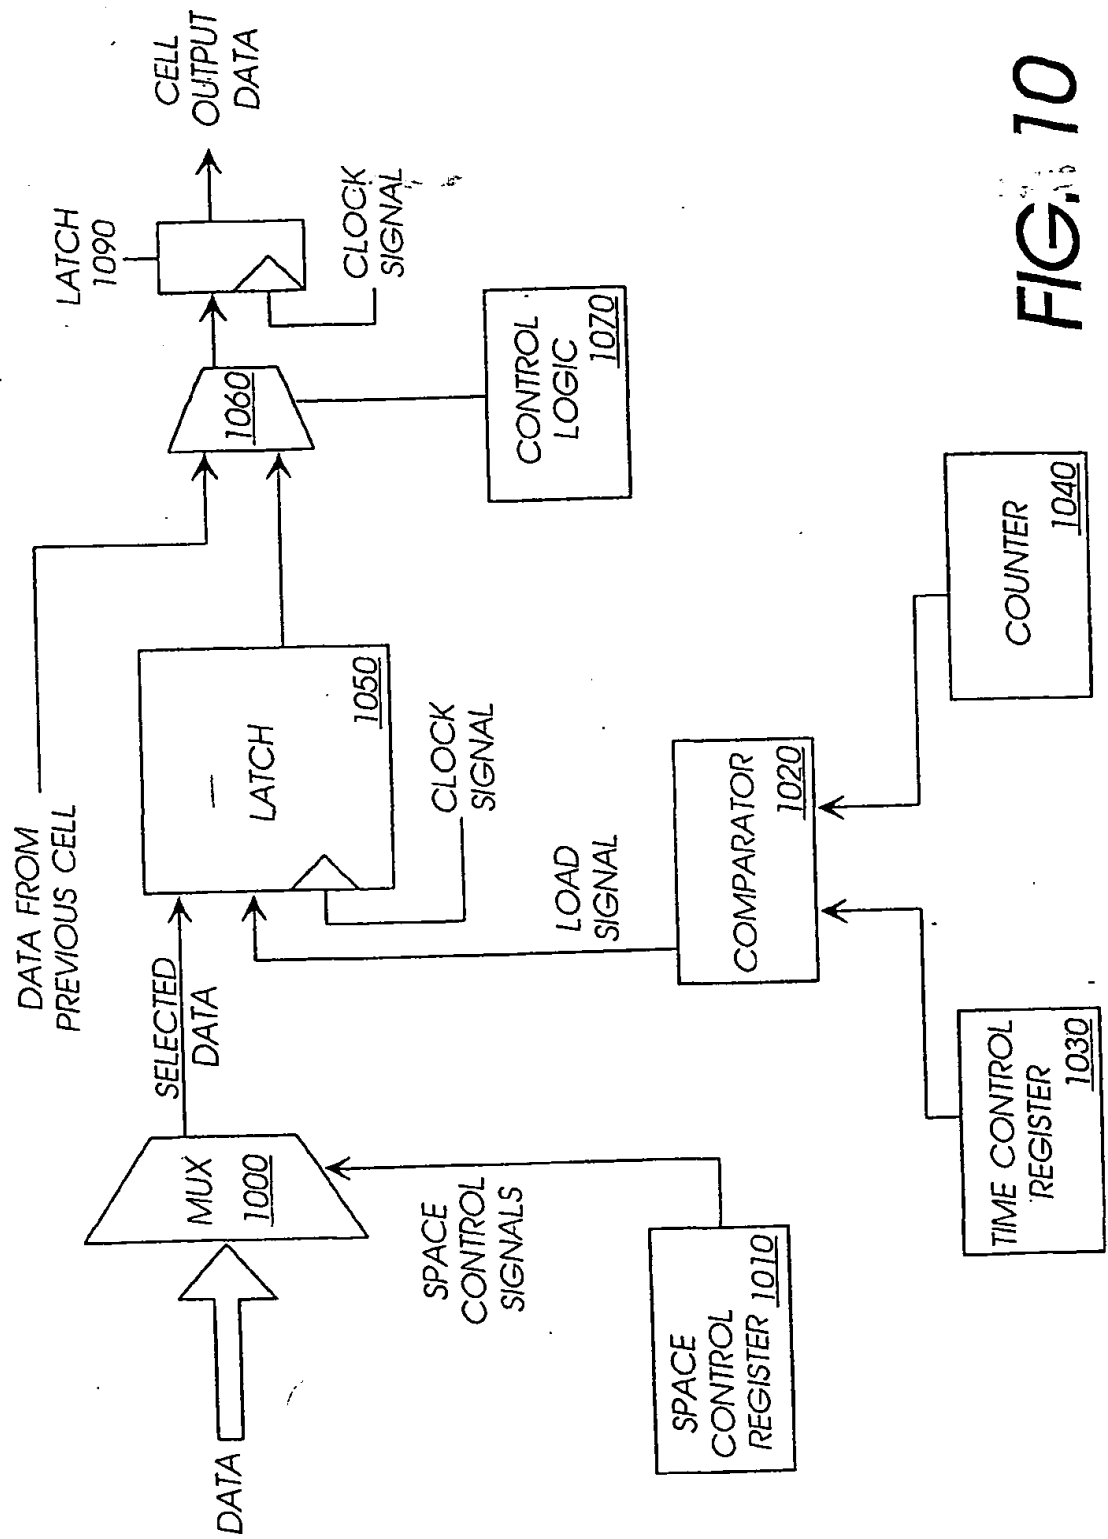 DATA
MUX
1000
SELECTED
DATA
SPACE
CONTROL
SIGNALS
SPACE
CONTROL
REGISTER 1010
DATA FROM
PREVIOUS CELL
LATCH
1050
CLOCK
SIGNAL
LOAD
SIGNAL
COMPARATOR
1020
TIME CONTROL
REGISTER
1030
COUNTER
1040
1060
CONTROL
LOGIC
1070
LATCH
1090
CLOCK
SIGNAL
CELL
OUTPUT
DATA
FIG. 10